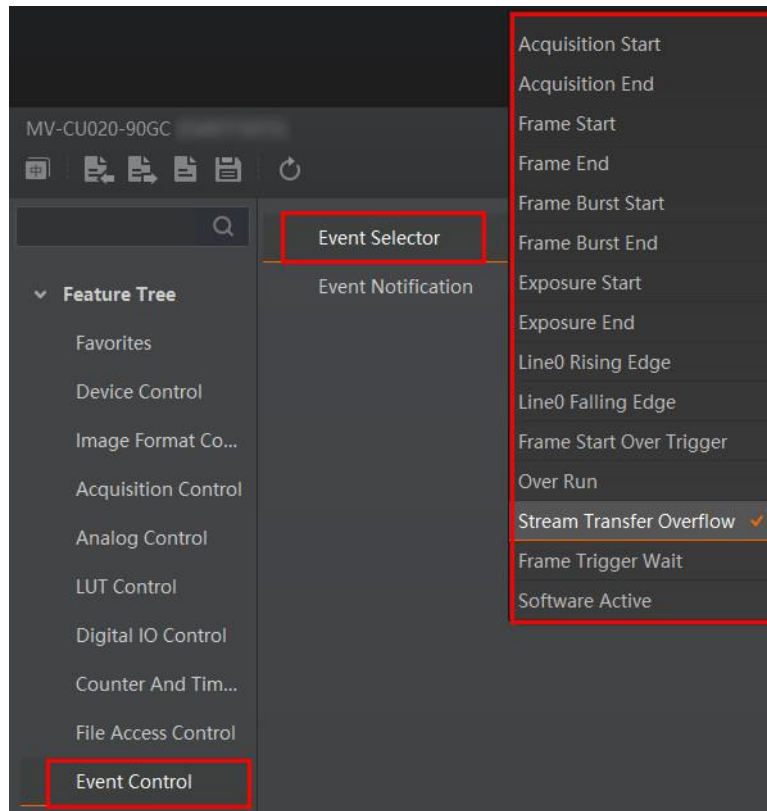 MV-CU020-90GC
中
Feature Tree
Favorites
Device Control
Image Format Co...
Acquisition Control
Analog Control
LUT Control
Digital IO Control
Counter And Tim...
File Access Control
Event Control
Event Selector
Event Notification
Acquisition Start
Acquisition End
Frame Start
Frame End
Frame Burst Start
Frame Burst End
Exposure Start
Exposure End
Line0 Rising Edge
Line0 Falling Edge
Frame Start Over Trigger
Over Run
Stream Transfer Overflow
Frame Trigger Wait
Software Active